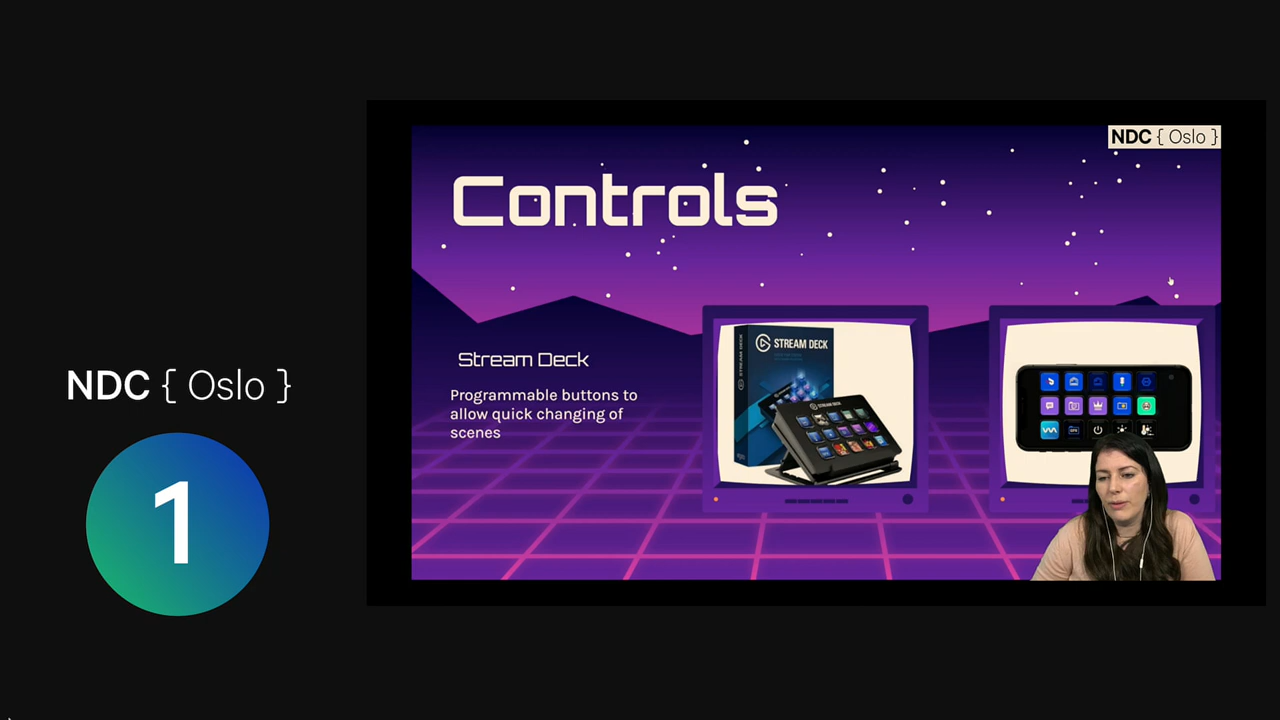 NDC { Oslo }
Controls
Stream Deck
Programmable buttons to
allow quick changing of
scenes
STREAM DECK
NDC { Oslo }
1